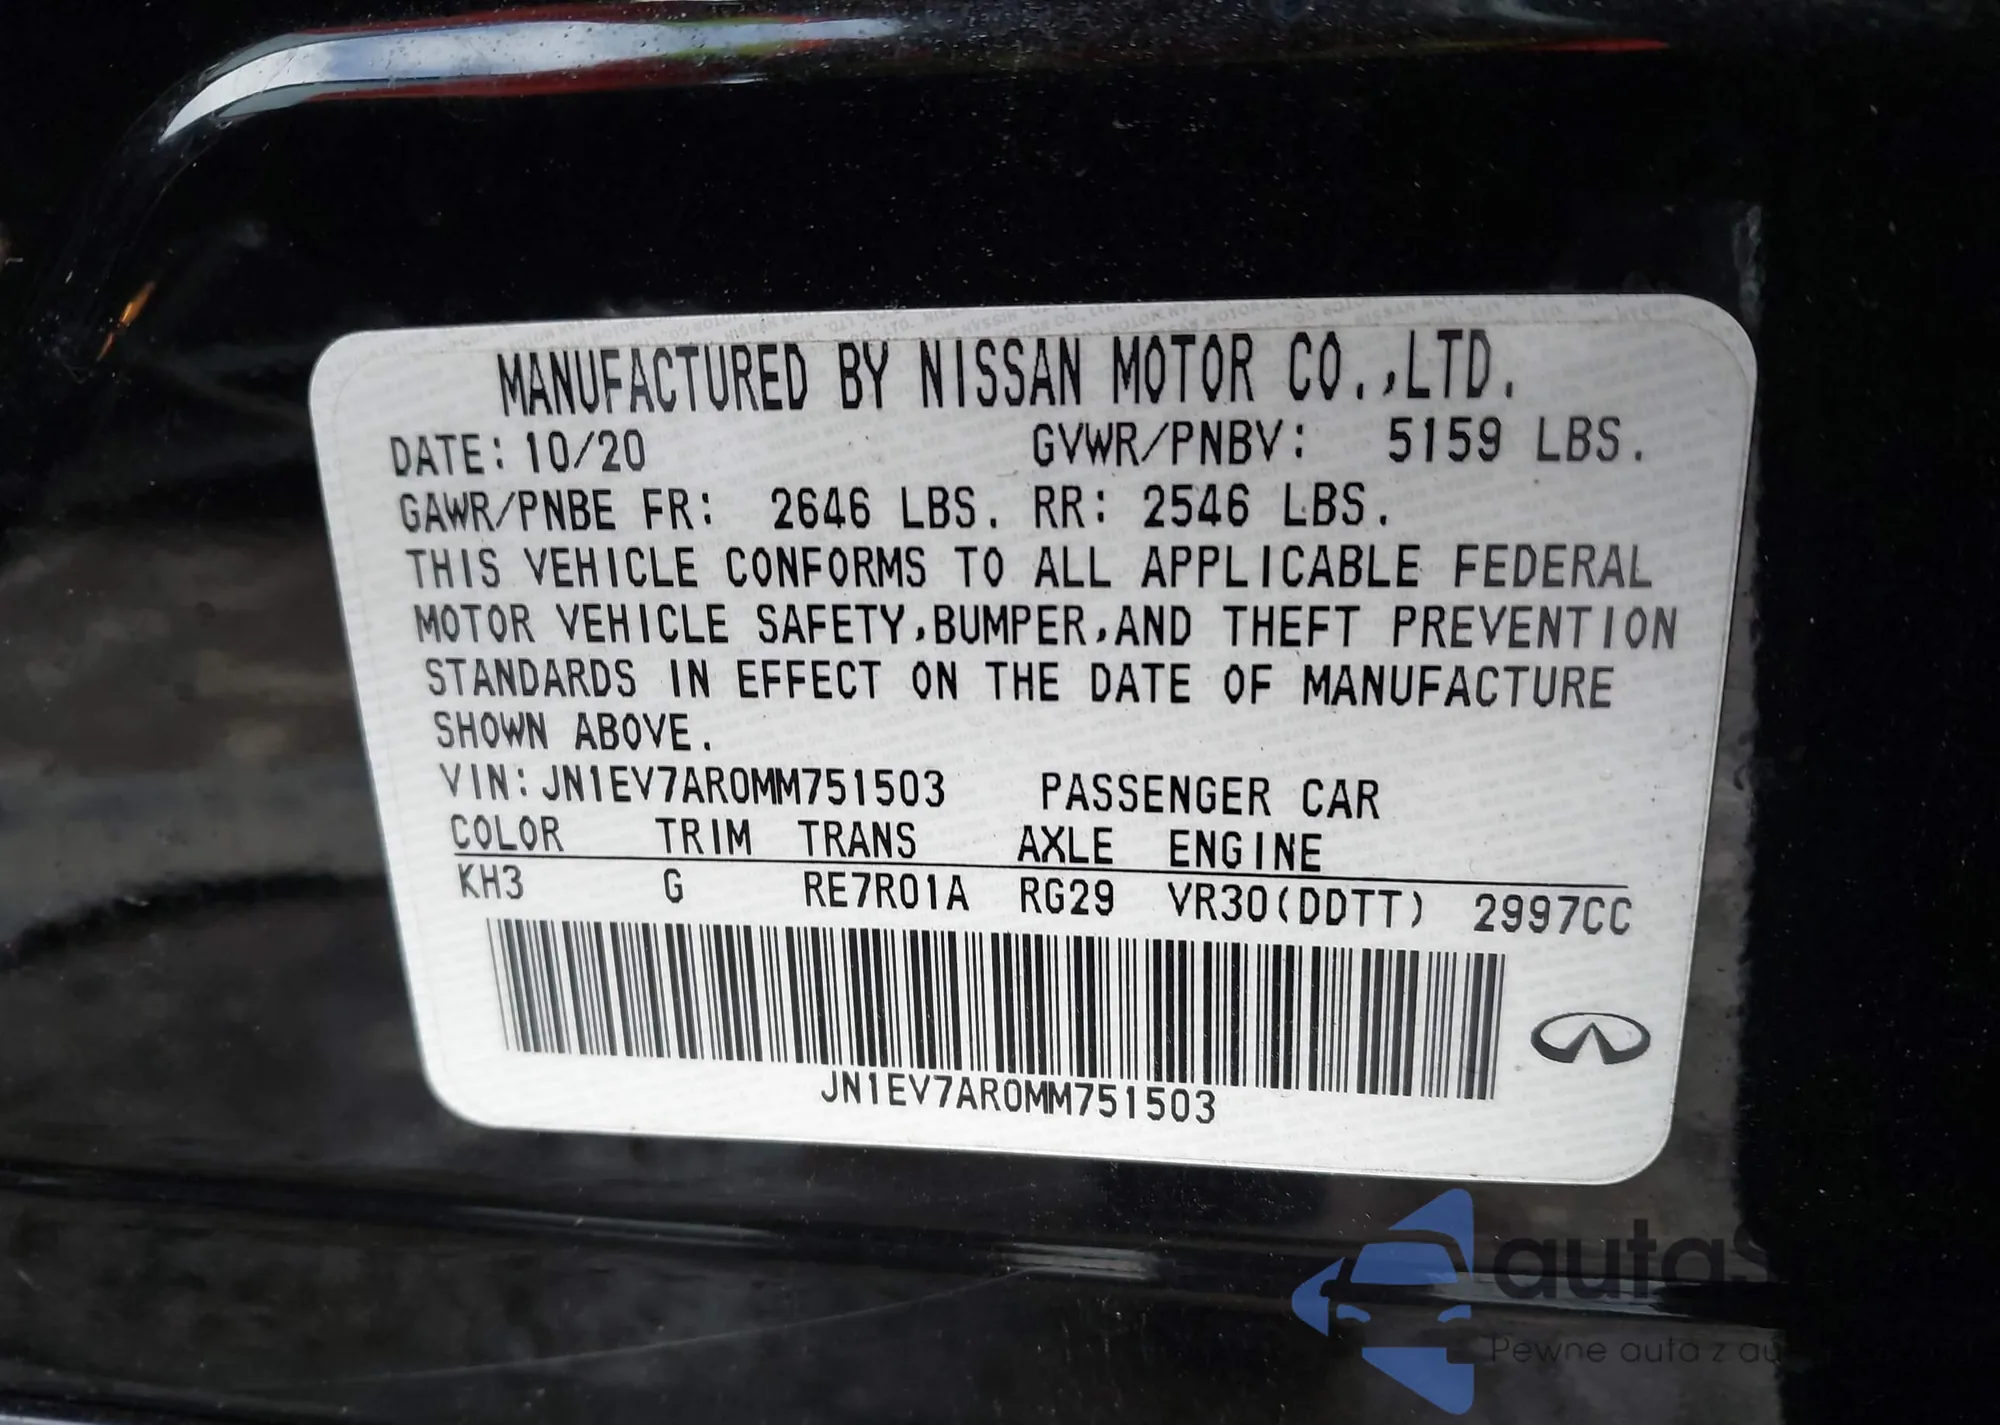 MANUFACTURED BY NISSAN MOTOR CO.,LTD.
DATE: 10/20 GVWR/PNBV: 5159 LBS.
GAWR/PNBE FR: 2646 LBS. RR: 2546 LBS.
THIS VEHICLE CONFORMS TO ALL APPLICABLE FEDERAL
MOTOR VEHICLE SAFETY,BUMPER,AND THEFT PREVENTION
STANDARDS IN EFFECT ON THE DATE OF MANUFACTURE
SHOWN ABOVE.
VIN: JN1EV7AR0MM751503 PASSENGER CAR
COLOR TRIM TRANS AXLE ENGINE
KH3 G RE7R01A RG29 VR30(DDTT) 2997CC
JN1EV7AR0MM751503
autaS
Pewne auta z au